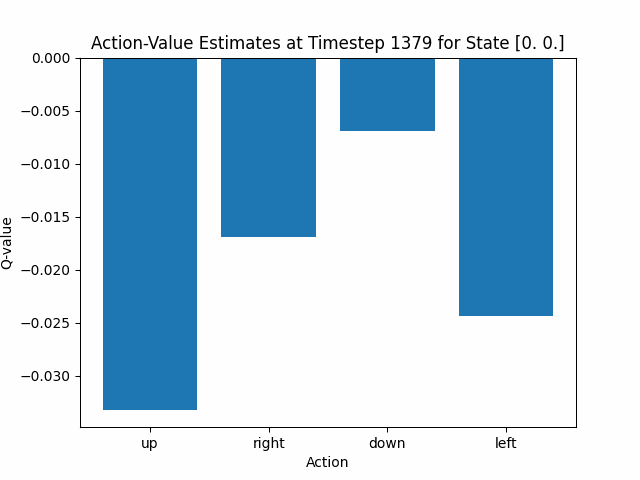 Action-Value Estimates at Timestep 1379 for State [0. 0.]
0.000
−0.005
−0.010
−0.015
−0.020
−0.025
−0.030
Q-value
up right down left
Action